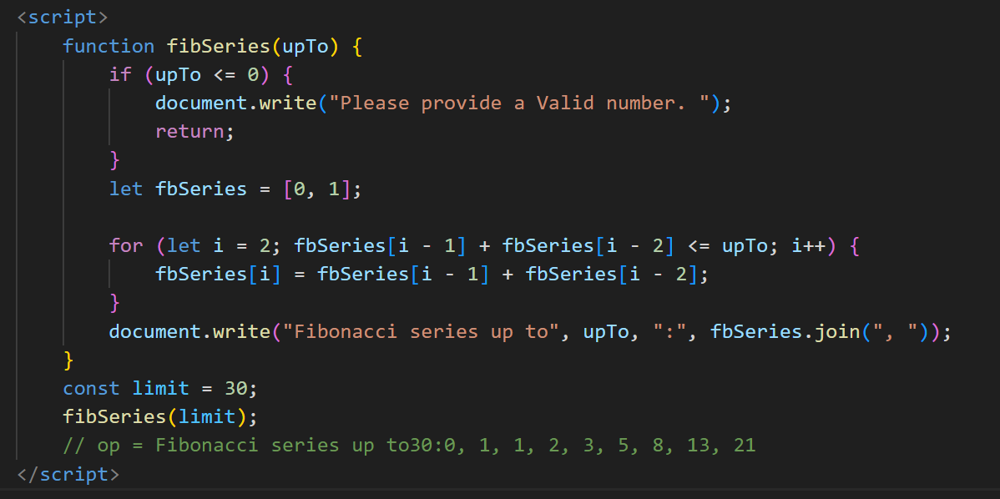 <script>
    function fibSeries(upTo) {
        if (upTo <= 0) {
            document.write("Please provide a Valid number. ");
            return;
        }
        let fbSeries = [0, 1];

        for (let i = 2; fbSeries[i - 1] + fbSeries[i - 2] <= upTo; i++) {
            fbSeries[i] = fbSeries[i - 1] + fbSeries[i - 2];
        }
        document.write("Fibonacci series up to", upTo, ":", fbSeries.join(", "));
    }
    const limit = 30;
    fibSeries(limit);
    // op = Fibonacci series up to30:0, 1, 1, 2, 3, 5, 8, 13, 21
</script>